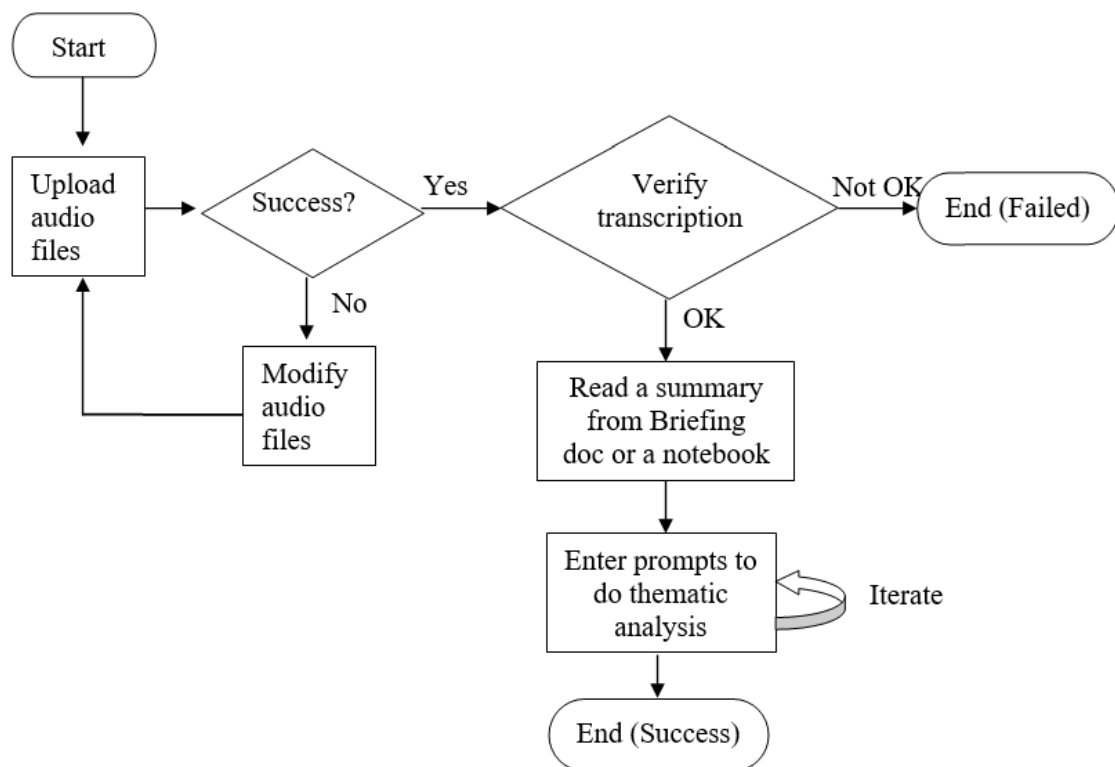 Start
Upload
audio
files
Success?
Yes
No
Modify
audio
files
Verify
transcription
Not OK
End (Failed)
OK
Read a summary
from Briefing
doc or a notebook
Enter prompts to
do thematic
analysis
Iterate
End (Success)